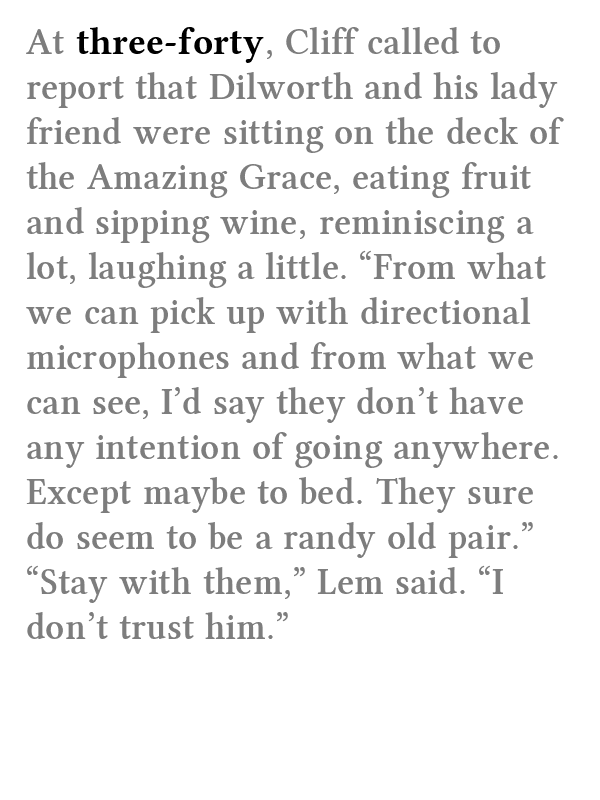 At three-forty, Cliff called to
report that Dilworth and his lady
friend were sitting on the deck of
the Amazing Grace, eating fruit
and sipping wine, reminiscing a
lot, laughing a little. “From what
we can pick up with directional
microphones and from what we
can see, I’d say they don’t have
any intention of going anywhere.
Except maybe to bed. They sure
do seem to be a randy old pair.”
“Stay with them,” Lem said. “I
don’t trust him.”